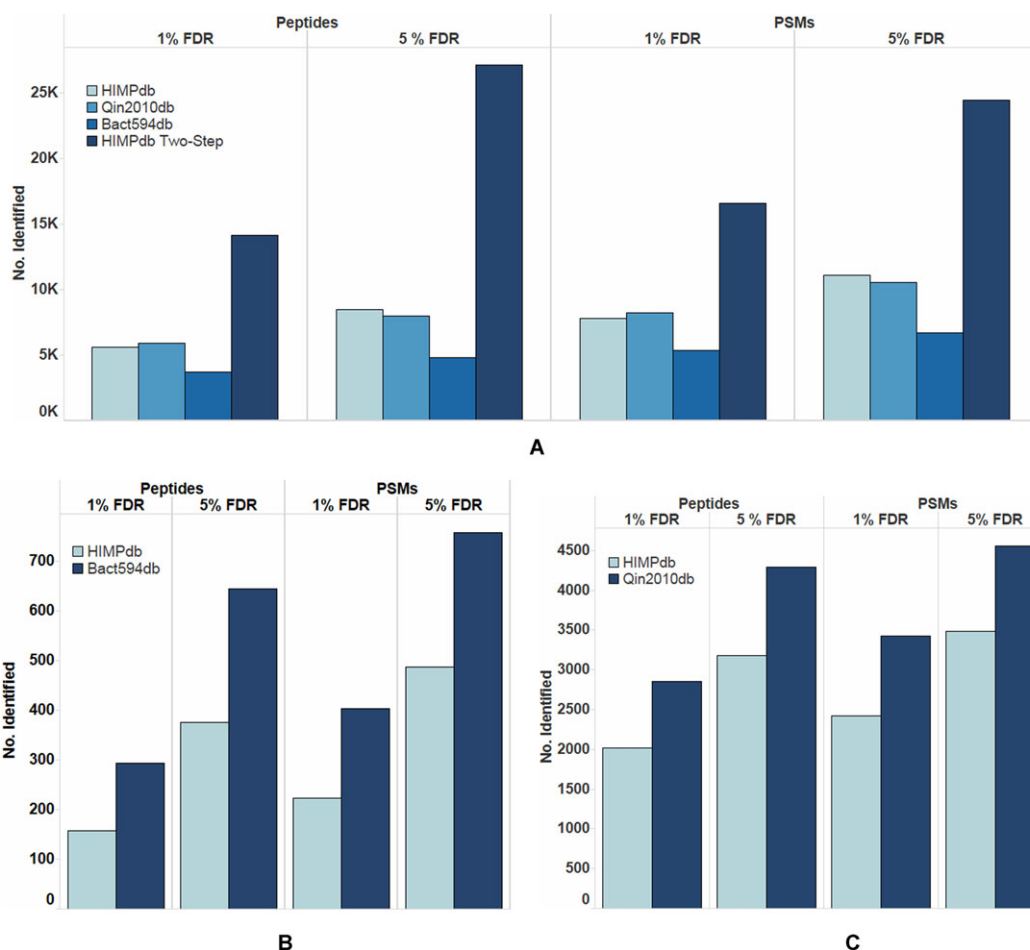 Peptides PSMs
1% FDR 5 % FDR 1% FDR 5% FDR
HIMPdb
Qin2010db
Bact594db
HIMPdb Two-Step
No. Identified
25K
20K
15K
10K
5K
0K
A
Peptides PSMs
1% FDR 5% FDR 1% FDR 5% FDR
HIMPdb
Bact594db
No. Identified
700
600
500
400
300
200
100
0
B
Peptides PSMs
1% FDR 5 % FDR 1% FDR 5% FDR
HIMPdb
Qin2010db
No. Identified
4500
4000
3500
3000
2500
2000
1500
1000
500
0
C